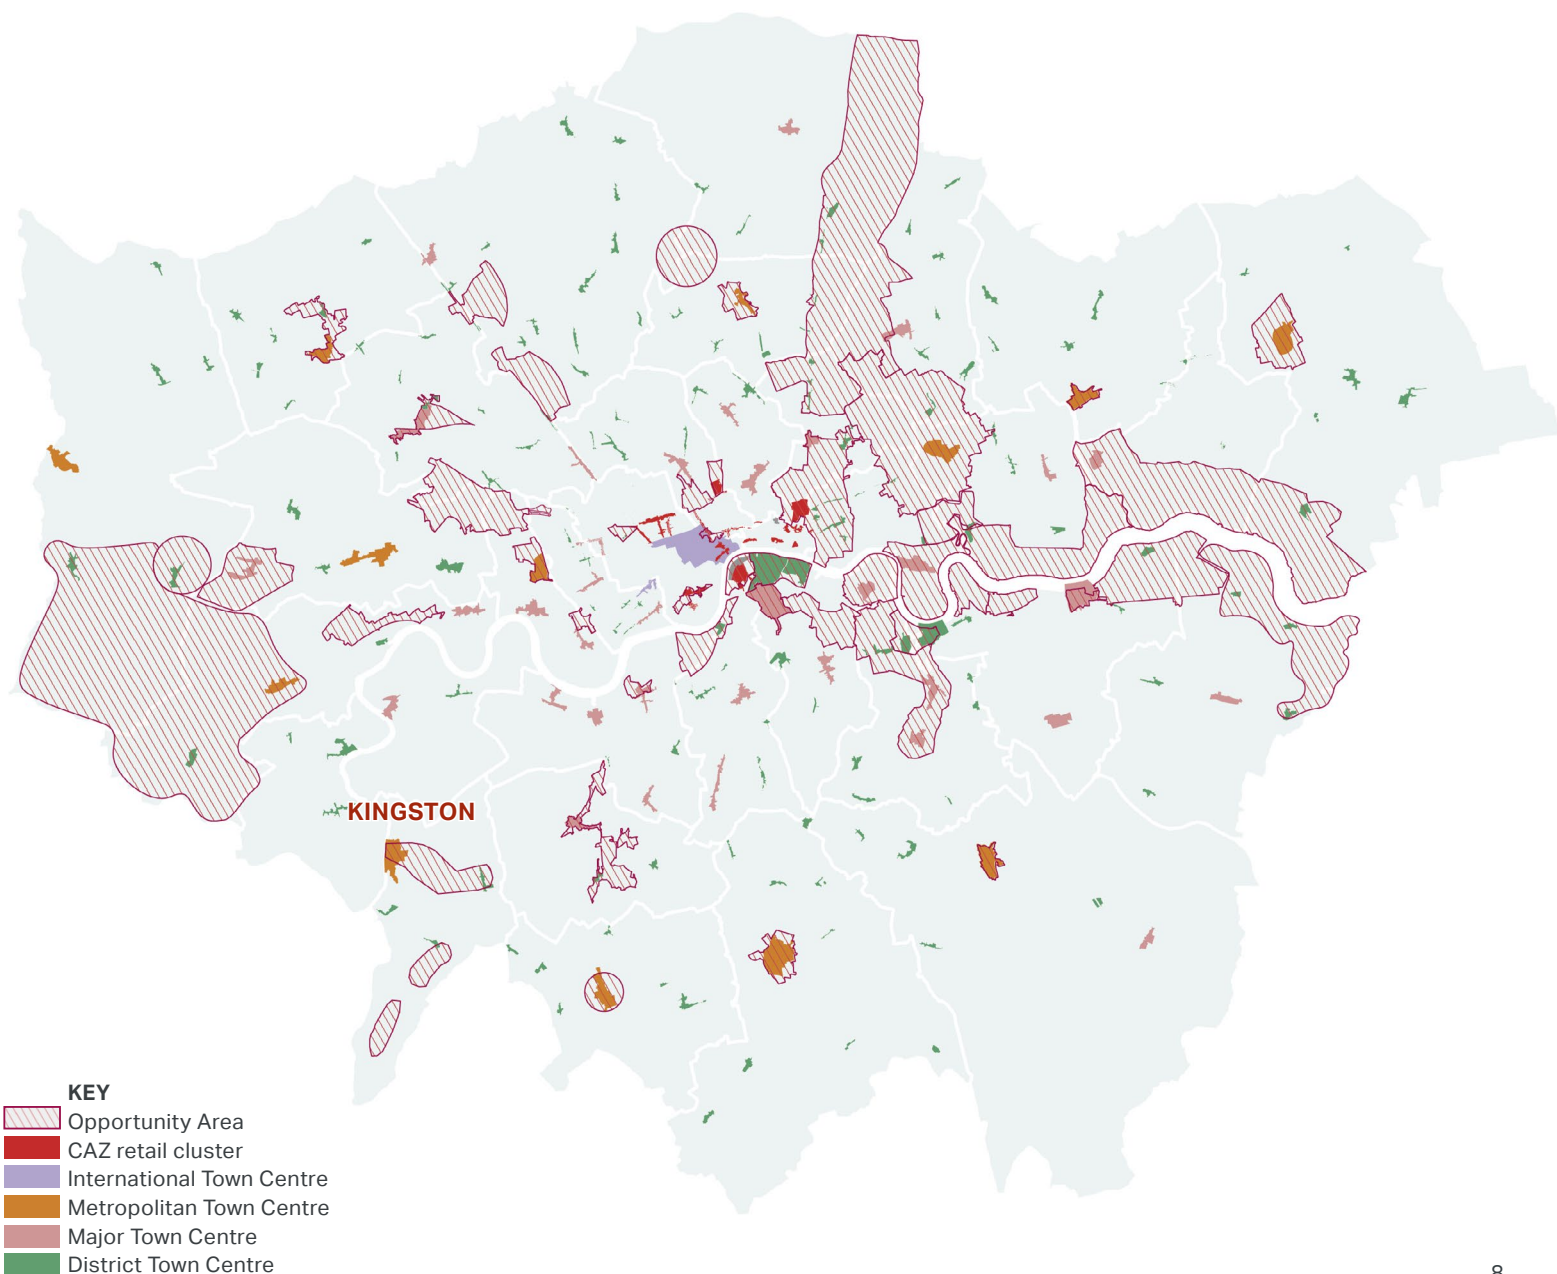 KINGSTON
KEY
Opportunity Area
CAZ retail cluster
International Town Centre
Metropolitan Town Centre
Major Town Centre
District Town Centre
8